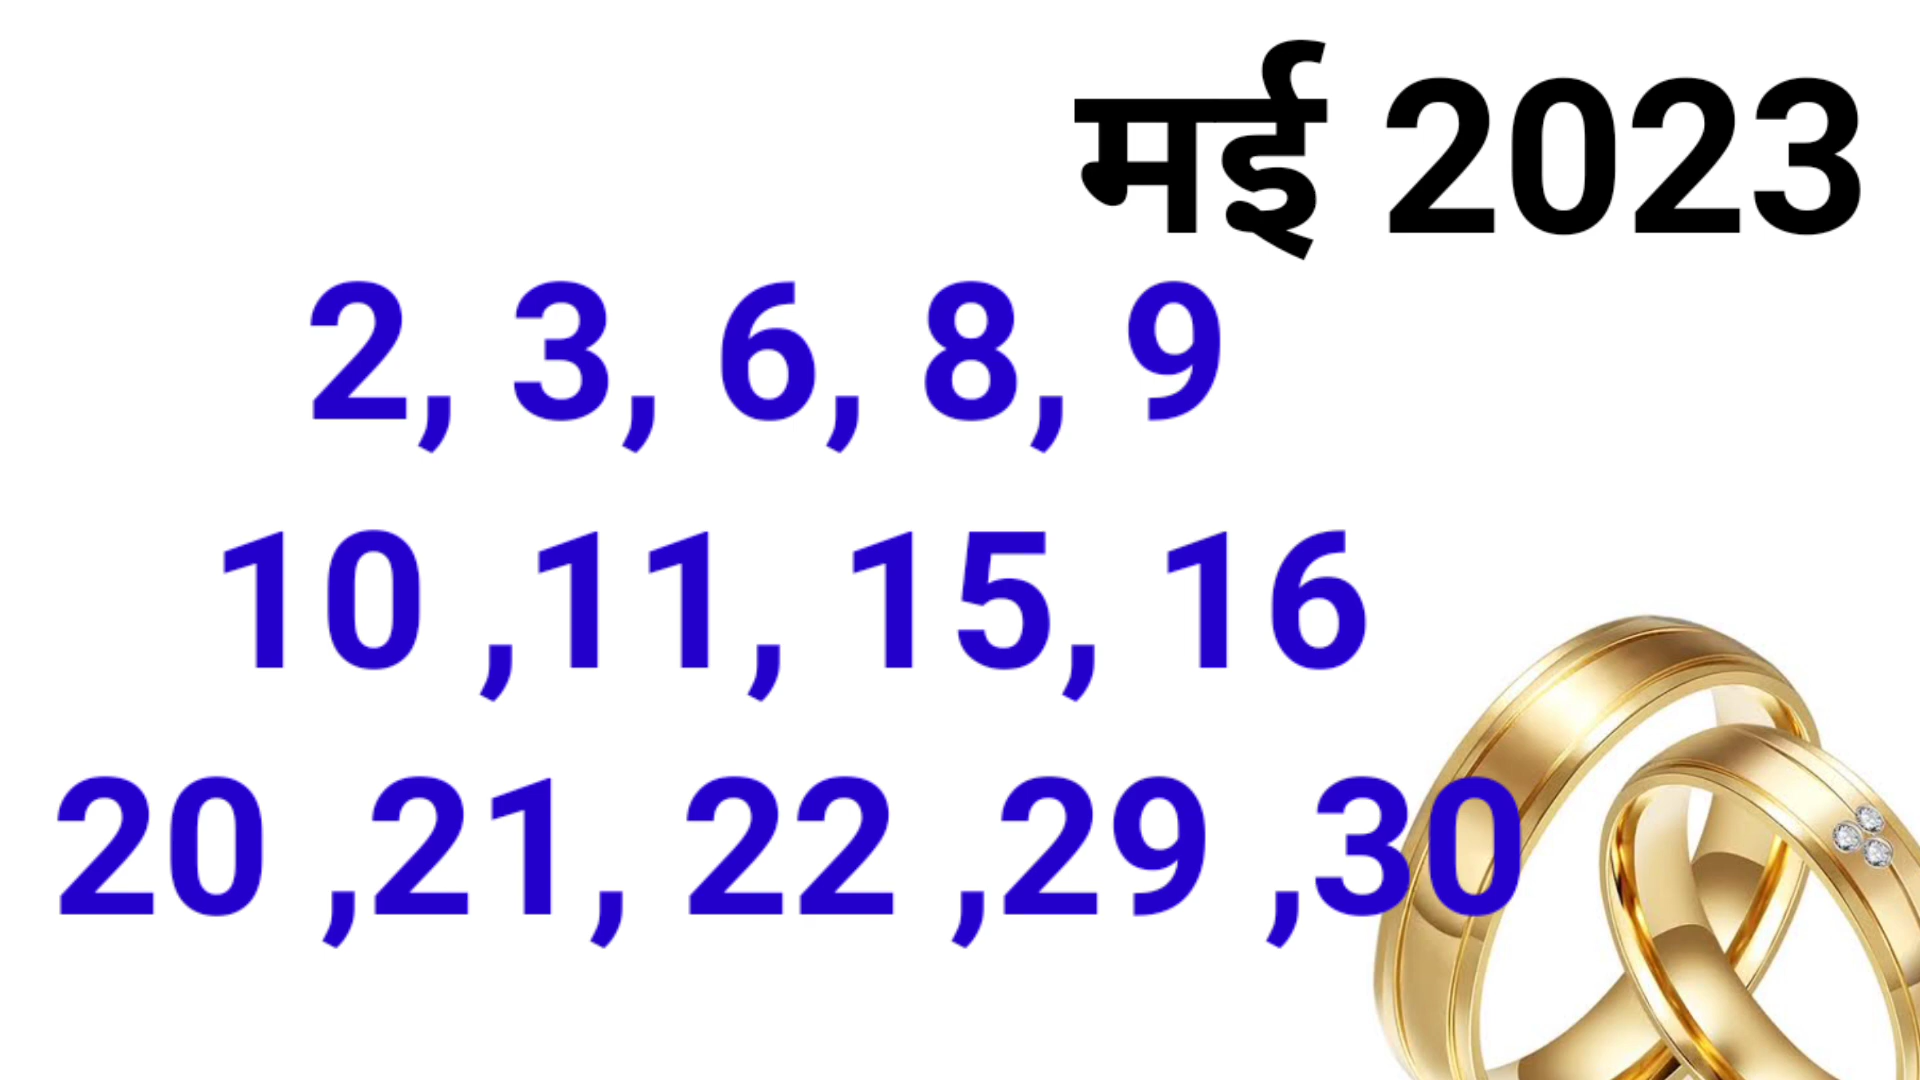 मई 2023
2, 3, 6, 8, 9
10 ,11, 15, 16
20 ,21, 22 ,29 ,30